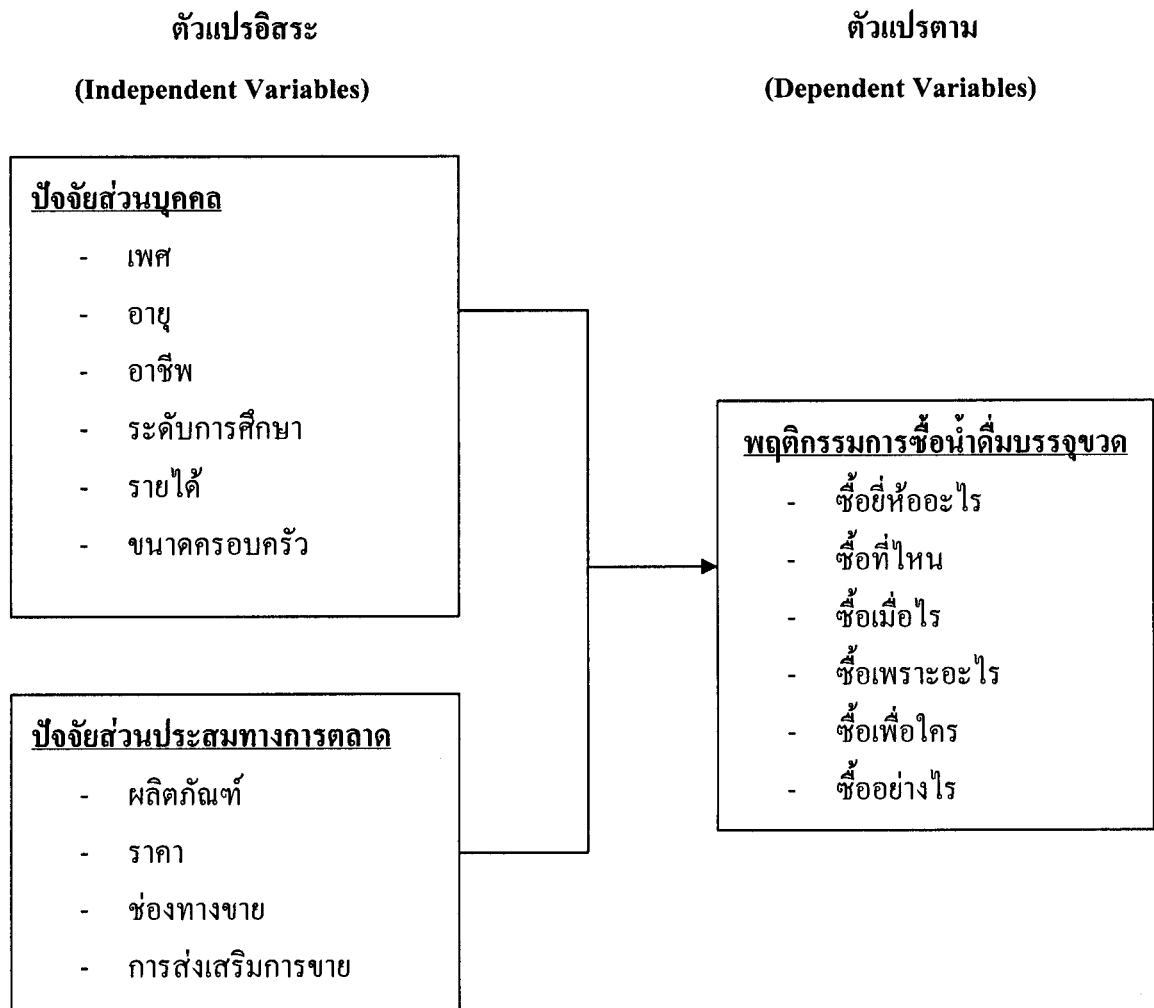 ตัวแปรอิสระ
(Independent Variables)
ตัวแปรตาม
(Dependent Variables)
ปัจจัยส่วนบุคคล
- เพศ
- อายุ
- อาชีพ
- ระดับการศึกษา
- รายได้
- ขนาดครอบครัว
ปัจจัยส่วนประสมทางการตลาด
- ผลิตภัณฑ์
- ราคา
- ช่องทางขาย
- การส่งเสริมการขาย
พฤติกรรมการซื้อน้ำดื่มบรรจุขวด
- ซื้อยี่ห้ออะไร
- ซื้อที่ไหน
- ซื้อเมื่อไร
- ซื้อเพราะอะไร
- ซื้อเพื่อใคร
- ซื้ออย่างไร